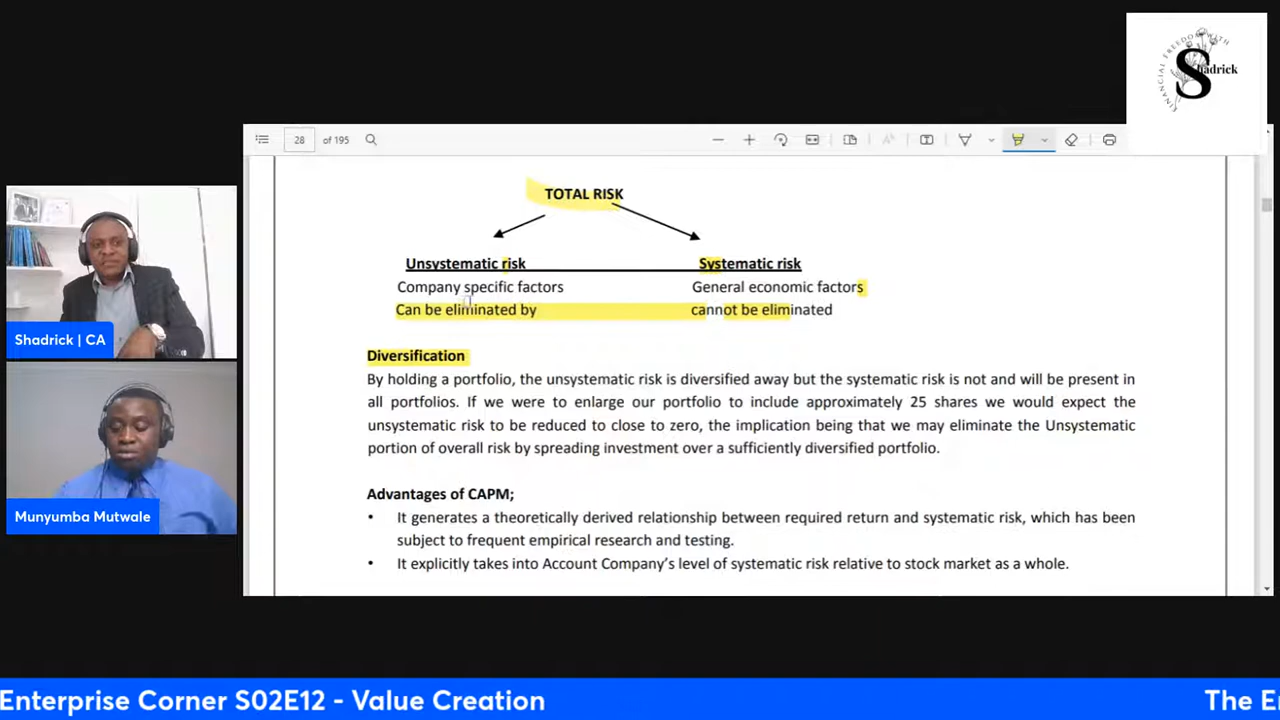 FINANCIAL FREEDOM WITH
Shadrick
28 of 195
TOTAL RISK
Unsystematic risk Systematic risk
Company specific factors General economic factors
Can be eliminated by cannot be eliminated
Diversification
By holding a portfolio, the unsystematic risk is diversified away but the systematic risk is not and will be present in
all portfolios. If we were to enlarge our portfolio to include approximately 25 shares we would expect the
unsystematic risk to be reduced to close to zero, the implication being that we may eliminate the Unsystematic
portion of overall risk by spreading investment over a sufficiently diversified portfolio.
Advantages of CAPM;
• It generates a theoretically derived relationship between required return and systematic risk, which has been
subject to frequent empirical research and testing.
• It explicitly takes into Account Company's level of systematic risk relative to stock market as a whole.
Shadrick | CA
Munyumba Mutwale
Enterprise Corner S02E12 - Value Creation
The E